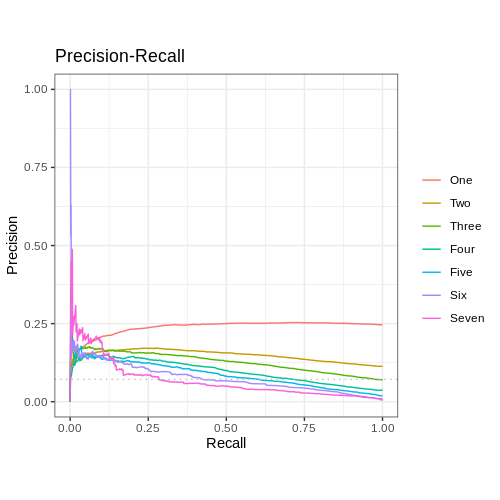 Precision-Recall
1.00
0.75
0.50
0.25
0.00
Precision
0.00 0.25 0.50 0.75 1.00
Recall
One
Two
Three
Four
Five
Six
Seven